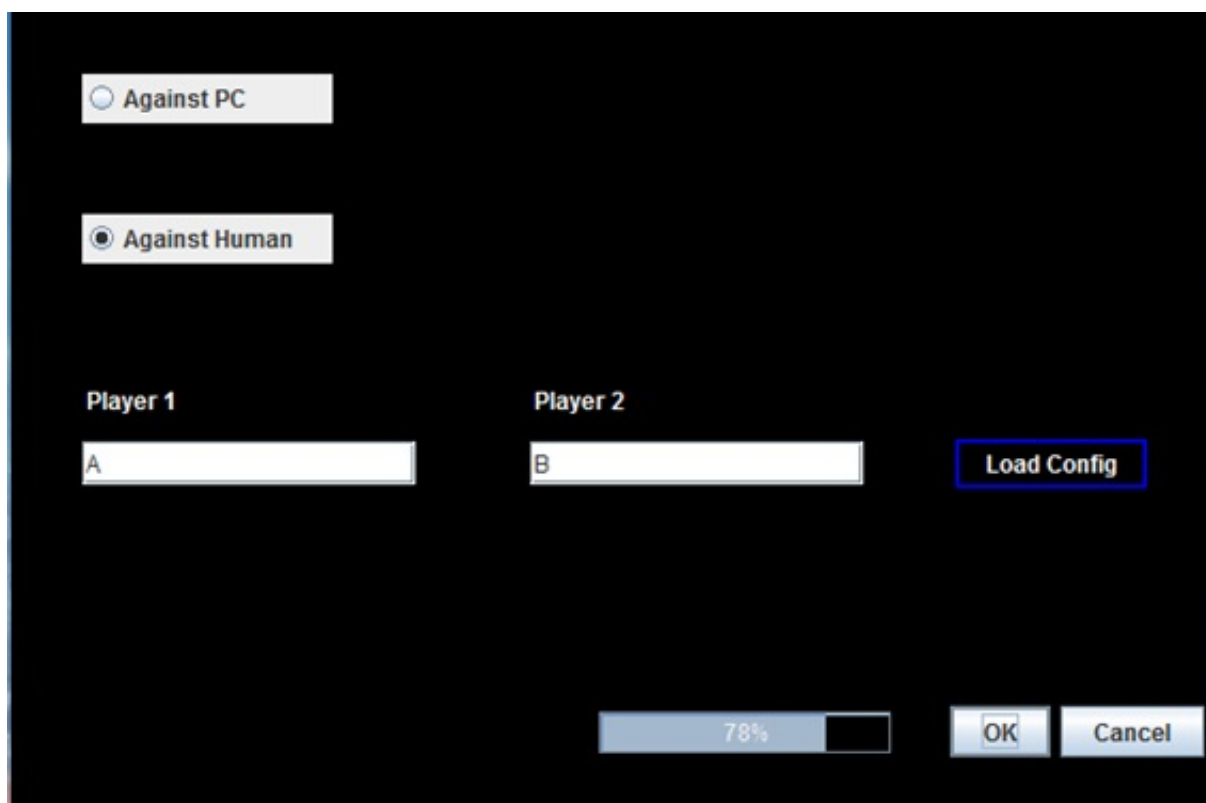 Against PC
Against Human
Player 1 Player 2
A B Load Config
78% OK Cancel